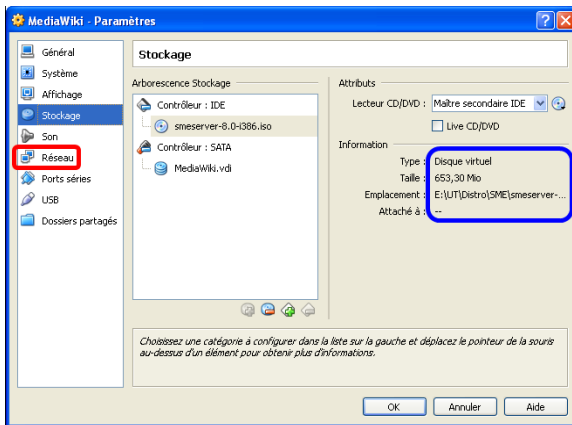 MediaWiki - Paramètres
Général
Système
Affichage
Stockage
Son
Réseau
Ports séries
USB
Dossiers partagés
Stockage
Arborescence Stockage
Contrôleur : IDE
smeserver-8.0-i386.iso
Contrôleur : SATA
MediaWiki.vdi
Attributs
Lecteur CD/DVD : Maître secondaire IDE
Live CD/DVD
Information
Type : Disque virtuel
Taille : 653,30 Mio
Emplacement : E:\UT\Distro\SME\smeserver-...
Attaché à : --
Choisissez une catégorie à configurer dans la liste sur la gauche et déplacez le pointeur de la souris
au-dessus d'un élément pour obtenir plus d'informations.
OK Annuler Aide